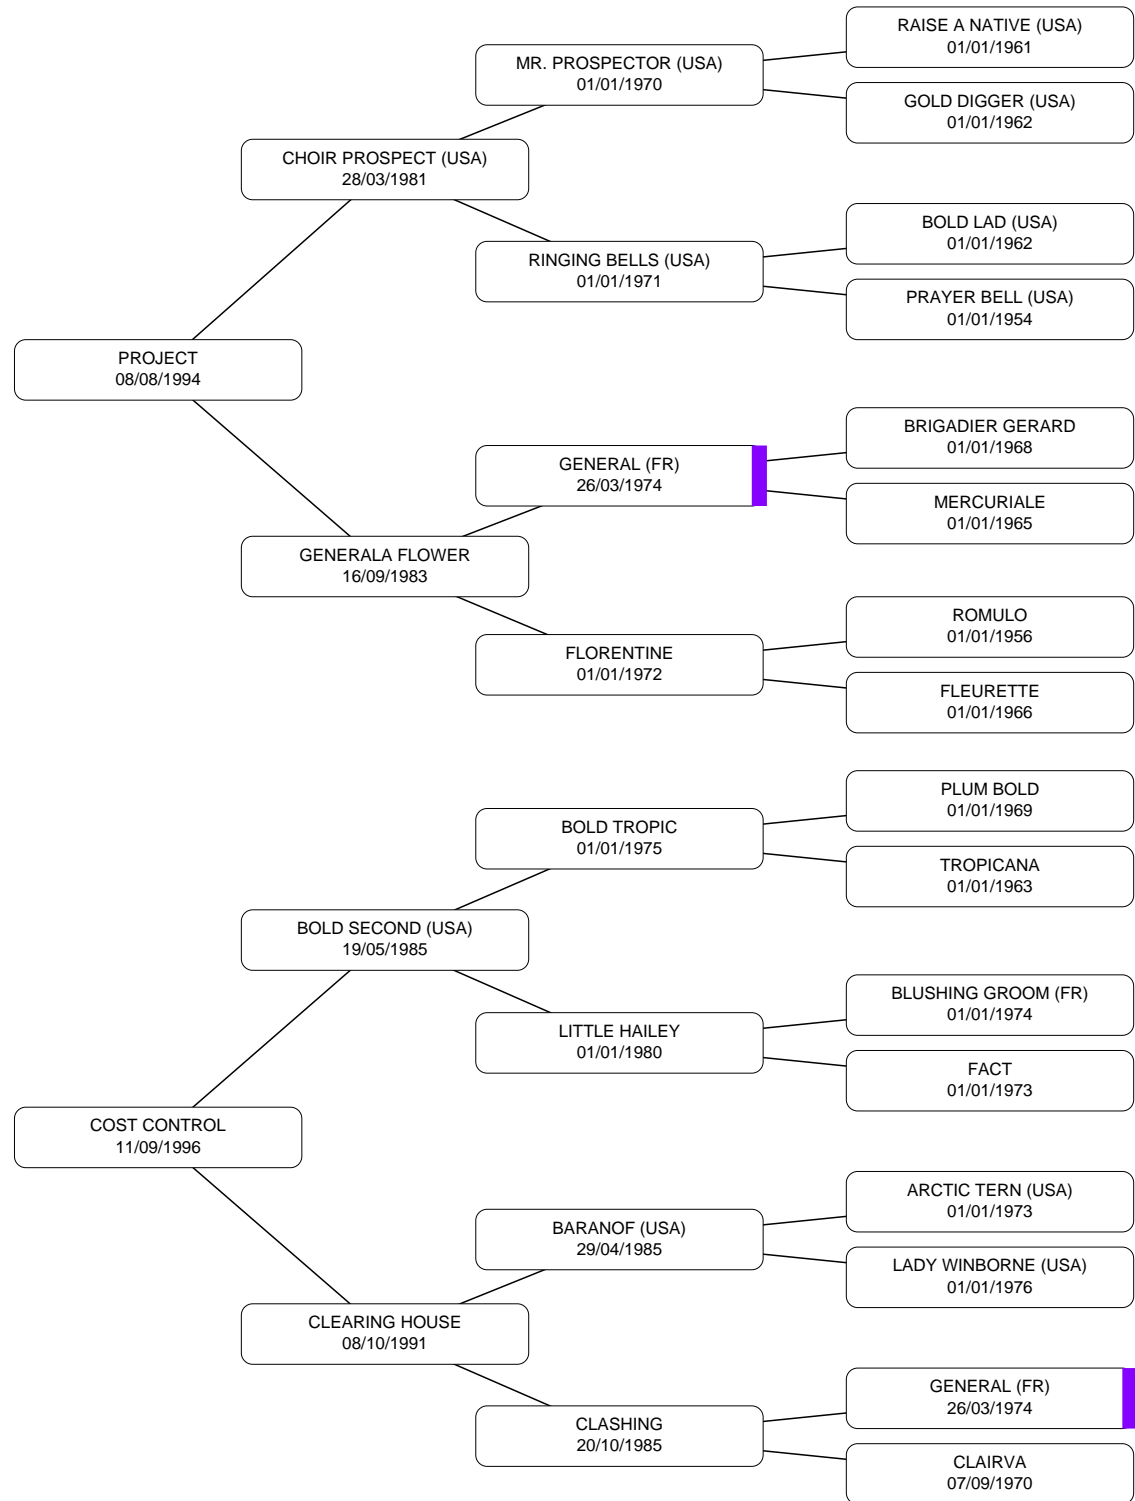 RAISE A NATIVE (USA)
01/01/1961
MR. PROSPECTOR (USA)
01/01/1970
GOLD DIGGER (USA)
01/01/1962
CHOIR PROSPECT (USA)
28/03/1981
BOLD LAD (USA)
01/01/1962
RINGING BELLS (USA)
01/01/1971
PRAYER BELL (USA)
01/01/1954
PROJECT
08/08/1994
BRIGADIER GERARD
01/01/1968
GENERAL (FR)
26/03/1974
MERCURIALE
01/01/1965
GENERALA FLOWER
16/09/1983
ROMULO
01/01/1956
FLORENTINE
01/01/1972
FLEURETTE
01/01/1966
PLUM BOLD
01/01/1969
BOLD TROPIC
01/01/1975
TROPICANA
01/01/1963
BOLD SECOND (USA)
19/05/1985
BLUSHING GROOM (FR)
01/01/1974
LITTLE HAILEY
01/01/1980
FACT
01/01/1973
COST CONTROL
11/09/1996
ARCTIC TERN (USA)
01/01/1973
BARANOF (USA)
29/04/1985
LADY WINBORNE (USA)
01/01/1976
CLEARING HOUSE
08/10/1991
GENERAL (FR)
26/03/1974
CLASHING
20/10/1985
CLAIRVA
07/09/1970